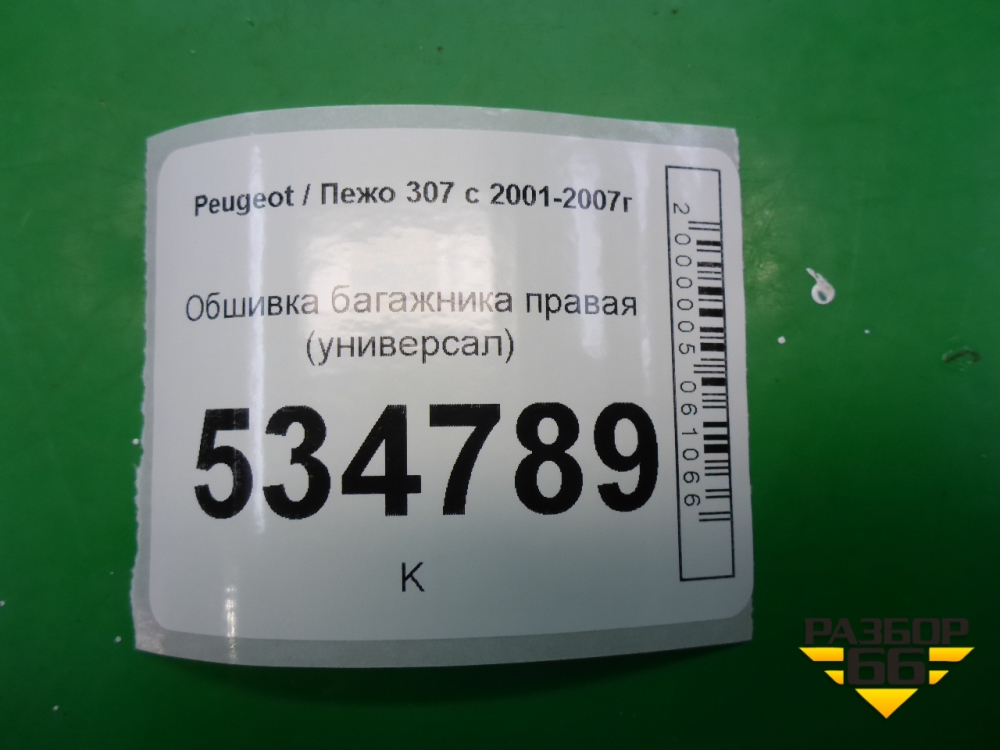 Peugeot / Пежо 307 с 2001-2007г
Обшивка багажника правая
(универсал)
534789
К
2000005061066
РАЗБОР
66